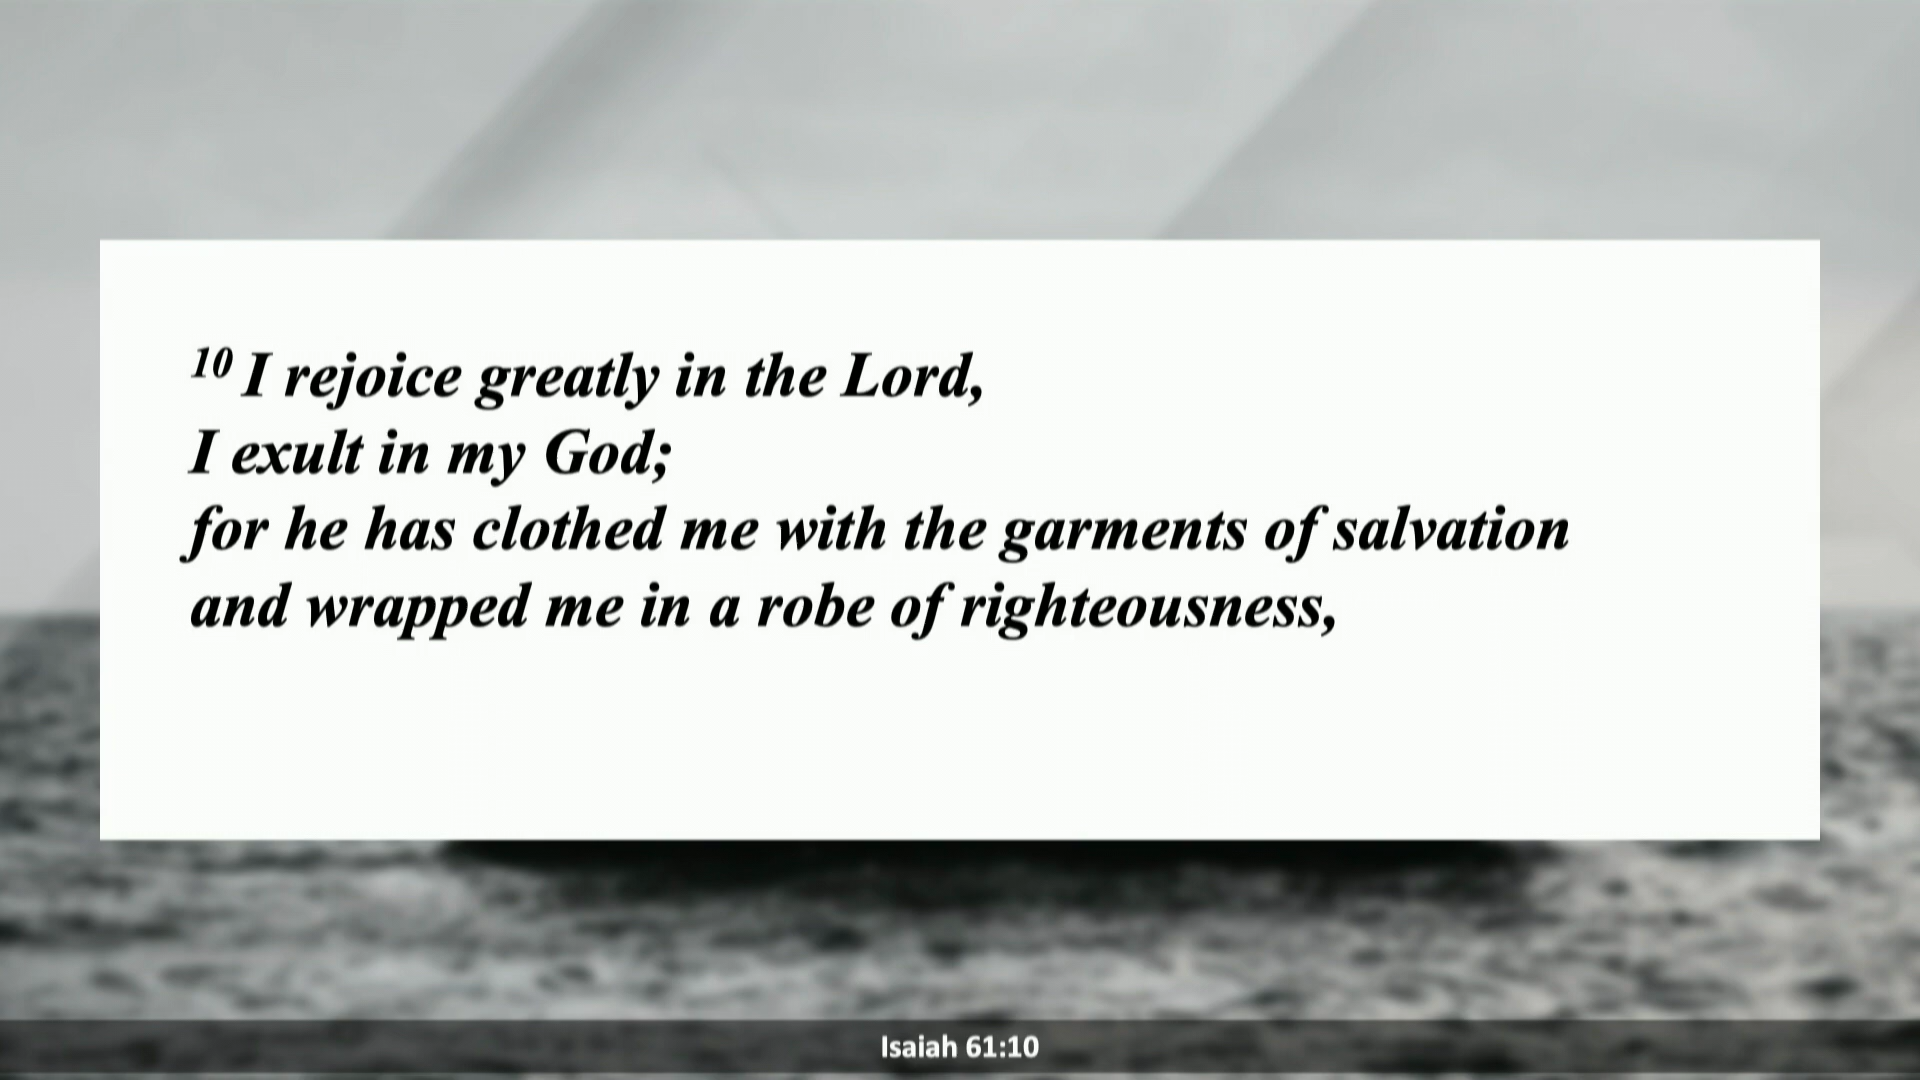 10 I rejoice greatly in the Lord,
I exult in my God;
for he has clothed me with the garments of salvation
and wrapped me in a robe of righteousness,
Isaiah 61:10